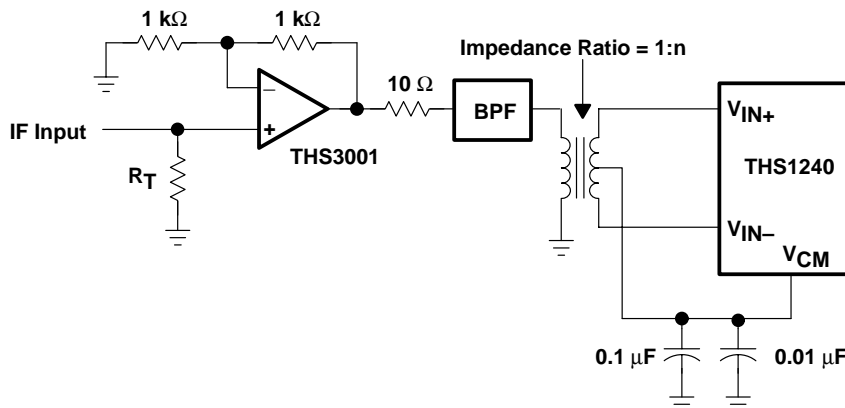 1 kΩ
1 kΩ
Impedance Ratio = 1:n
10 Ω
BPF
–
+
VIN+
IF Input
THS3001
THS1240
RT
VIN–
VCM
0.1 μF
0.01 μF